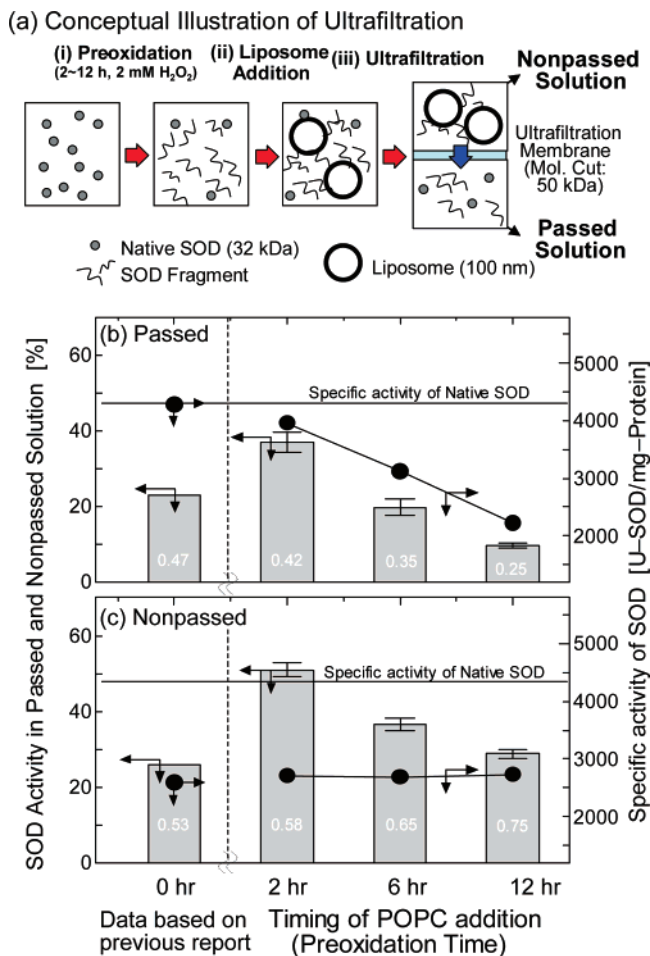 (a) Conceptual Illustration of Ultrafiltration
(i) Preoxidation
(2~12 h, 2 mM H₂O₂)
(ii) Liposome
Addition
(iii) Ultrafiltration
Nonpassed
Solution
Ultrafiltration
Membrane
(Mol. Cut:
50 kDa)
Passed
Solution
Native SOD (32 kDa)
SOD Fragment
Liposome (100 nm)
SOD Activity in Passed and Nonpassed Solution [%]
(b) Passed
60
40
20
0
Specific activity of Native SOD
0.47
0.42
0.35
0.25
5000
4000
3000
2000
(c) Nonpassed
60
40
20
0
Specific activity of Native SOD
0.53
0.58
0.65
0.75
5000
4000
3000
2000
Specific activity of SOD [U–SOD/mg–Protein]
0 hr
2 hr
6 hr
12 hr
Data based on
previous report
Timing of POPC addition
(Preoxidation Time)